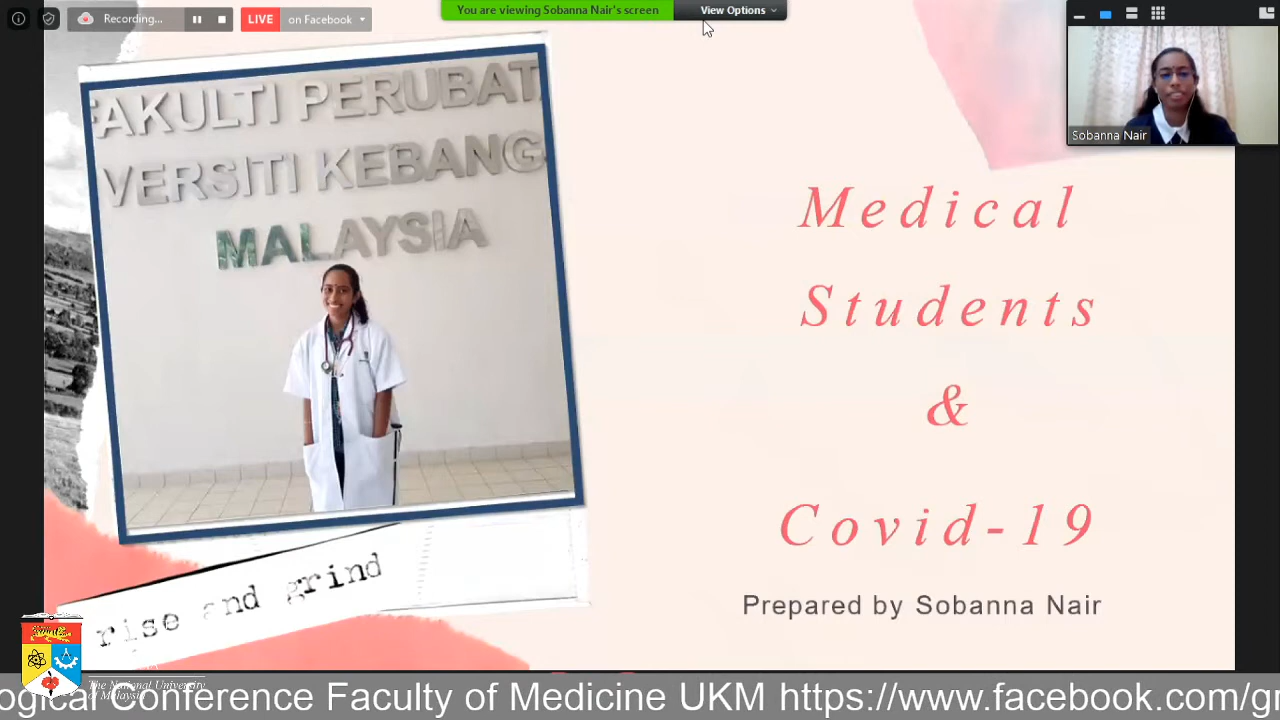 Recording...
LIVE on Facebook
You are viewing Sobanna Nair's screen
View Options
Sobanna Nair
AKULTI PERUBAT
VERSITI KEBANG
MALAYSIA
Medical
Students
&
Covid-19
Prepared by Sobanna Nair
rise and grind
The National University
of Malaysia
ogical Conference Faculty of Medicine UKM https://www.facebook.com/g